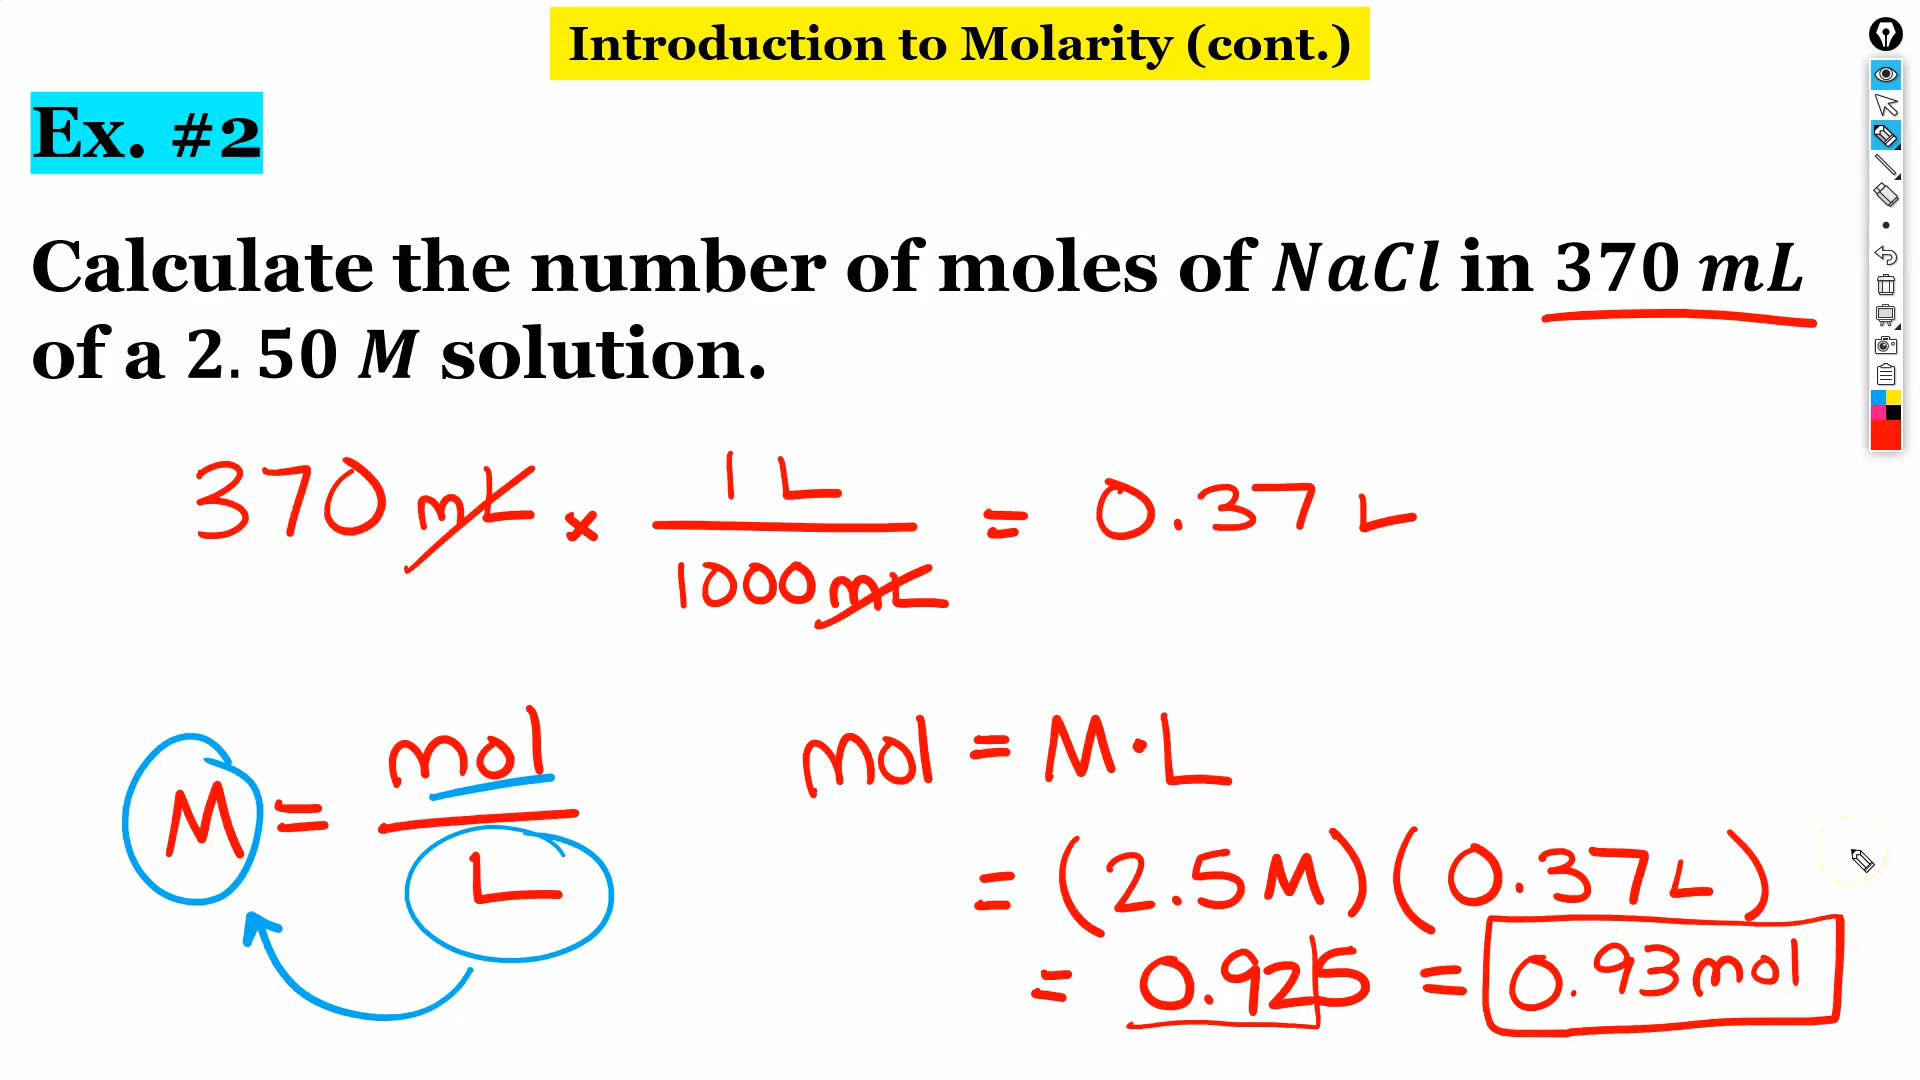 Introduction to Molarity (cont.)
Ex. #2
Calculate the number of moles of NaCl in 370 mL
of a 2.50 M solution.
370 mL × 1 L / 1000 mL = 0.37 L
M = mol / L
mol = M · L
= (2.5 M) (0.37 L)
= 0.925 = 0.93 mol